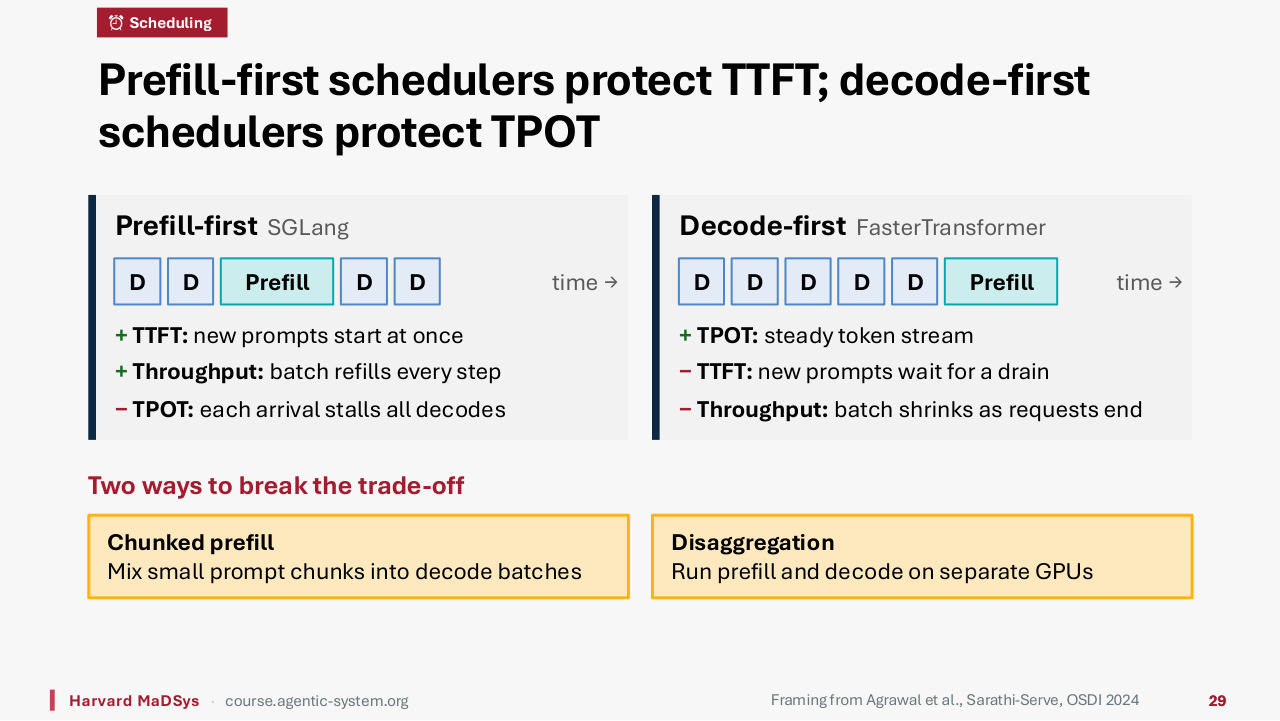 ⏰ Scheduling
Prefill-first schedulers protect TTFT; decode-first
schedulers protect TPOT
Prefill-first SGLang
D D Prefill D D time →
+ TTFT: new prompts start at once
+ Throughput: batch refills every step
− TPOT: each arrival stalls all decodes
Decode-first FasterTransformer
D D D D D Prefill time →
+ TPOT: steady token stream
− TTFT: new prompts wait for a drain
− Throughput: batch shrinks as requests end
Two ways to break the trade-off
Chunked prefill
Mix small prompt chunks into decode batches
Disaggregation
Run prefill and decode on separate GPUs
Harvard MaDSys · course.agentic-system.org
Framing from Agrawal et al., Sarathi-Serve, OSDI 2024
29